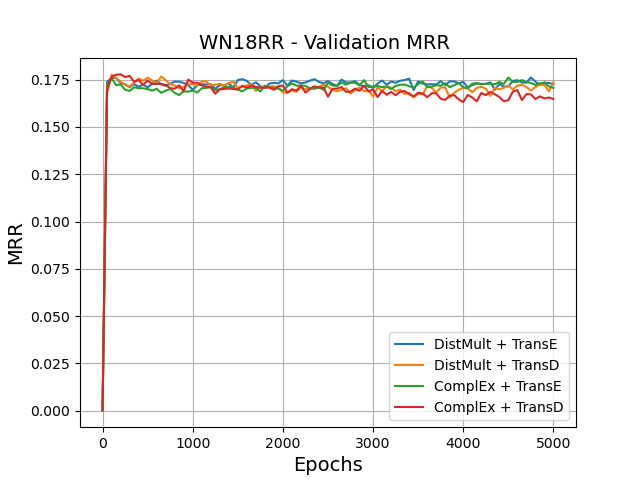 WN18RR - Validation MRR
MRR
0.175
0.150
0.125
0.100
0.075
0.050
0.025
0.000
DistMult + TransE
DistMult + TransD
ComplEx + TransE
ComplEx + TransD
0 1000 2000 3000 4000 5000
Epochs